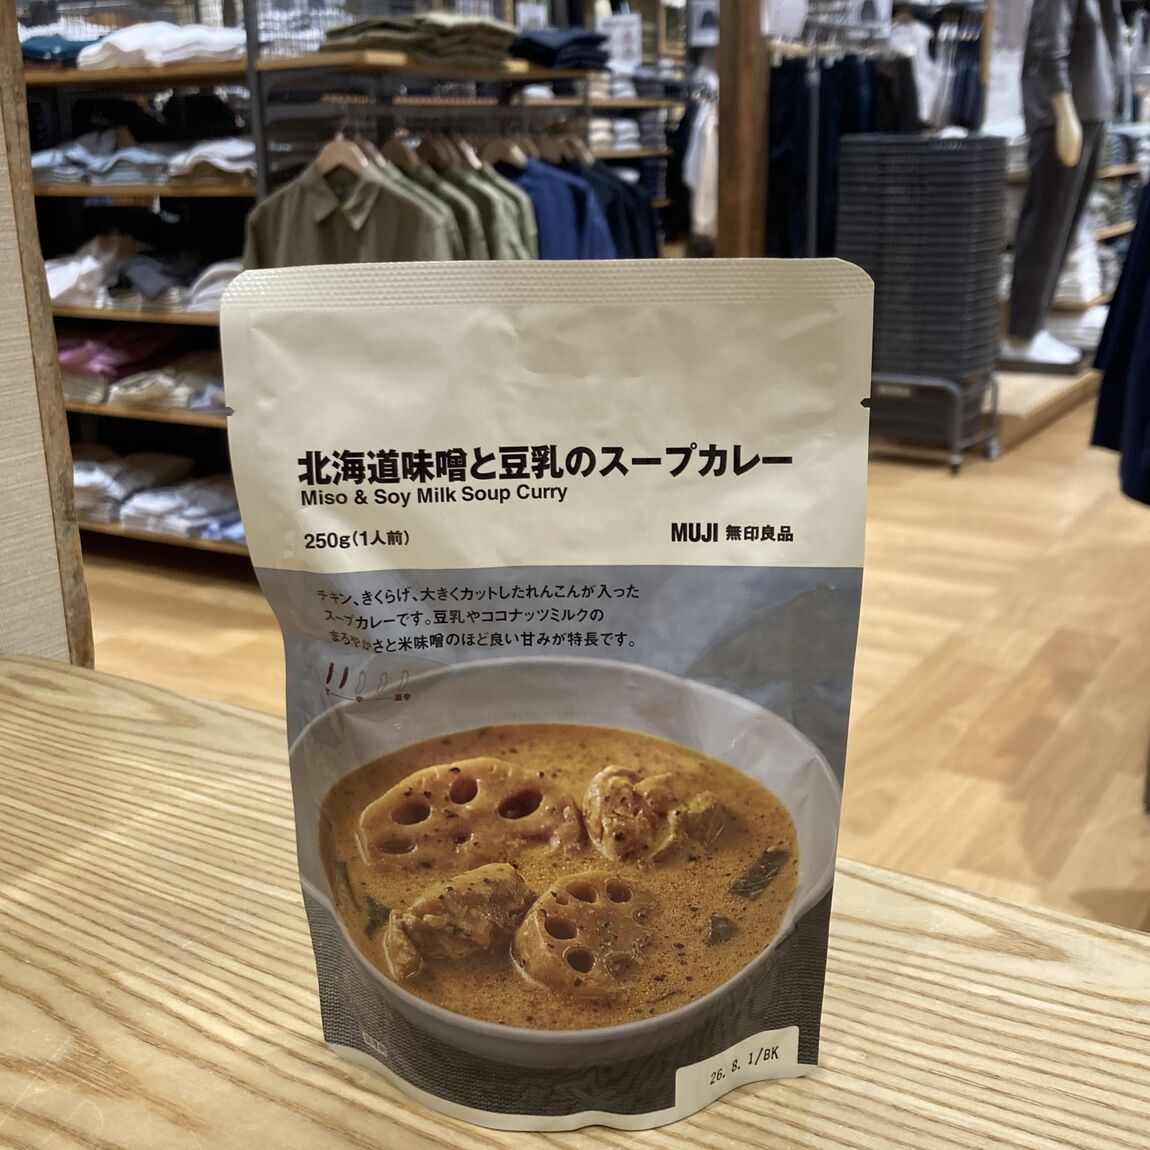 北海道味噌と豆乳のスープカレー
Miso & Soy Milk Soup Curry
250g(1人前)
MUJI 無印良品
チキン、きくらげ、大きくカットしたれんこんが入った
スープカレーです。豆乳やココナッツミルクの
まろやかさと米味噌のほど良い甘みが特長です。
辛 激辛
26. 8. 1/BK